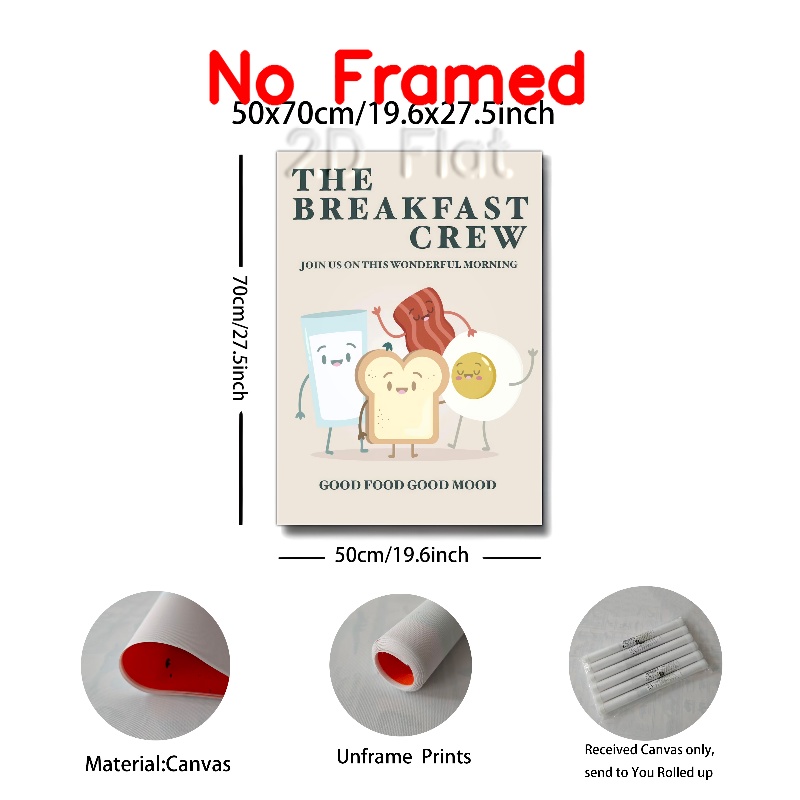 No Framed
50x70cm/19.6x27.5inch
2D Flat
THE
BREAKFAST
CREW
JOIN US ON THIS WONDERFUL MORNING
70cm/27.5inch
GOOD FOOD GOOD MOOD
50cm/19.6inch
Material:Canvas
Unframe Prints
Received Canvas only,
send to You Rolled up